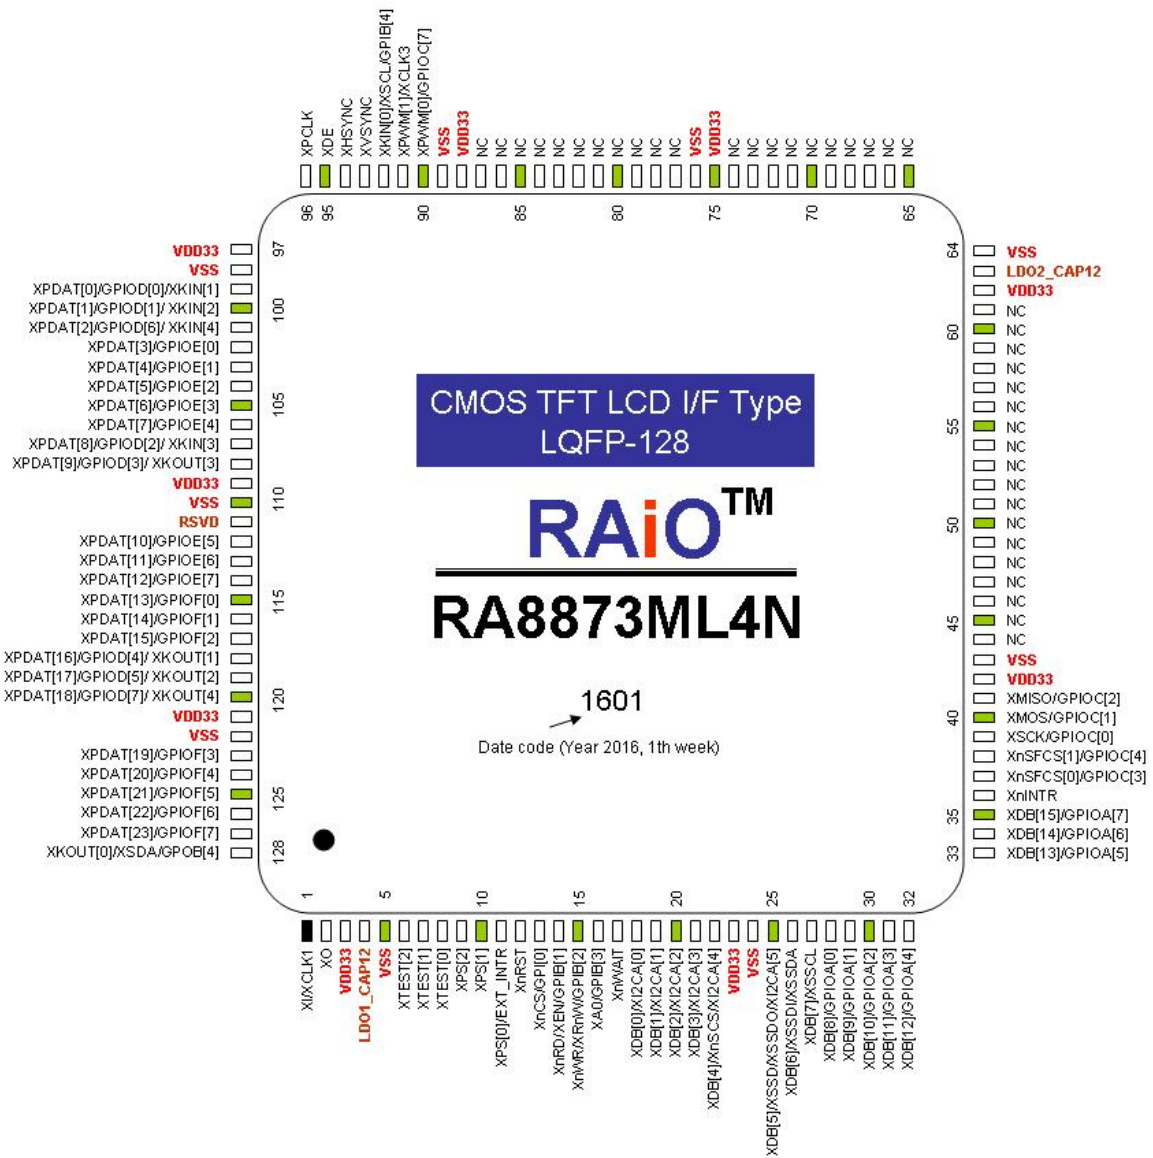 XPCLK
XDE
XHSYNC
XVSYNC
XKIN[0]/XSCL/GPIB[4]
XPWM[1]/XCLK3
XPWM[0]/GPIOC[7]
VSS
VDD33
NC
NC
NC
NC
NC
NC
NC
NC
NC
NC
NC
VSS
VDD33
NC
NC
NC
NC
NC
NC
NC
NC
NC
NC
96 95 90 85 80 75 70 65
VDD33 97
VSS
XPDAT[0]/GPIOD[0]/XKIN[1]
XPDAT[1]/GPIOD[1]/ XKIN[2] 100
XPDAT[2]/GPIOD[6]/ XKIN[4]
XPDAT[3]/GPIOE[0]
XPDAT[4]/GPIOE[1]
XPDAT[5]/GPIOE[2]
XPDAT[6]/GPIOE[3] 105
XPDAT[7]/GPIOE[4]
XPDAT[8]/GPIOD[2]/ XKIN[3]
XPDAT[9]/GPIOD[3]/ XKOUT[3]
VDD33
VSS 110
RSVD
XPDAT[10]/GPIOE[5]
XPDAT[11]/GPIOE[6]
XPDAT[12]/GPIOE[7]
XPDAT[13]/GPIOF[0] 115
XPDAT[14]/GPIOF[1]
XPDAT[15]/GPIOF[2]
XPDAT[16]/GPIOD[4]/ XKOUT[1]
XPDAT[17]/GPIOD[5]/ XKOUT[2]
XPDAT[18]/GPIOD[7]/ XKOUT[4] 120
VDD33
VSS
XPDAT[19]/GPIOF[3]
XPDAT[20]/GPIOF[4]
XPDAT[21]/GPIOF[5] 125
XPDAT[22]/GPIOF[6]
XPDAT[23]/GPIOF[7]
XKOUT[0]/XSDA/GPOB[4] 128
CMOS TFT LCD I/F Type
LQFP-128
RAiO™
RA8873ML4N
1601
Date code (Year 2016, 1th week)
64 VSS
LDO2_CAP12
VDD33
NC
60 NC
NC
NC
NC
NC
55 NC
NC
NC
NC
NC
50 NC
NC
NC
NC
NC
45 NC
NC
VSS
VDD33
XMISO/GPIOC[2]
40 XMOS/GPIOC[1]
XSCK/GPIOC[0]
XnSFCS[1]/GPIOC[4]
XnSFCS[0]/GPIOC[3]
XnINTR
35 XDB[15]/GPIOA[7]
XDB[14]/GPIOA[6]
33 XDB[13]/GPIOA[5]
1 5 10 15 20 25 30 32
XI/XCLK1
XO
VDD33
LDO1_CAP12
VSS
XTEST[2]
XTEST[1]
XTEST[0]
XPS[2]
XPS[1]
XPS[0]/EXT_INTR
XnRST
XnCS/GPI[0]
XnRD/XEN/GPIB[1]
XnWR/XRnW/GPIB[2]
XA0/GPIB[3]
XnWAIT
XDB[0]/XI2CA[0]
XDB[1]/XI2CA[1]
XDB[2]/XI2CA[2]
XDB[3]/XI2CA[3]
XDB[4]/XnSCS/XI2CA[4]
VDD33
VSS
XDB[5]/XSSD/XSSDO/XI2CA[5]
XDB[6]/XSSDI/XSSDA
XDB[7]/XSSCL
XDB[8]/GPIOA[0]
XDB[9]/GPIOA[1]
XDB[10]/GPIOA[2]
XDB[11]/GPIOA[3]
XDB[12]/GPIOA[4]